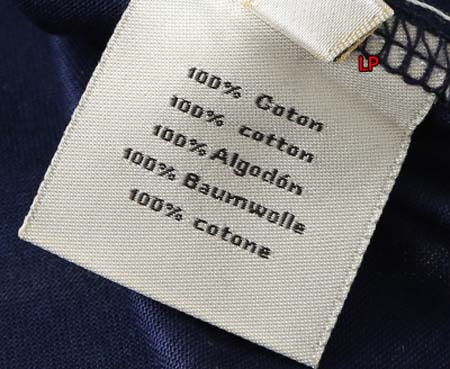 LP
100% Coton
100% cotton
100% Algodón
100% Baumwolle
100% cotone